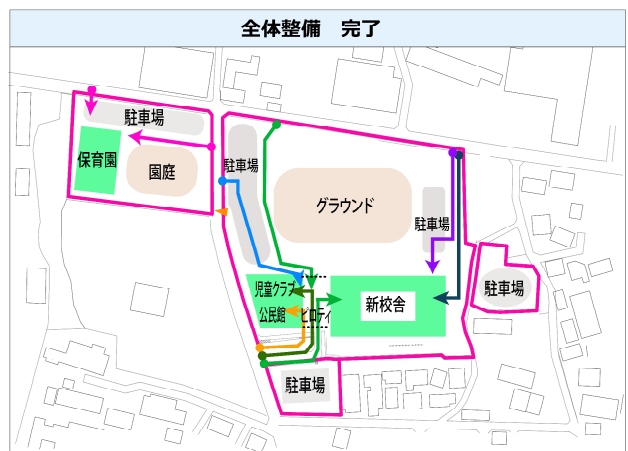 全体整備　完了
駐車場
保育園
園庭
駐車場
グラウンド
駐車場
児童クラブ
公民館
ピロティ
新校舎
駐車場
駐車場